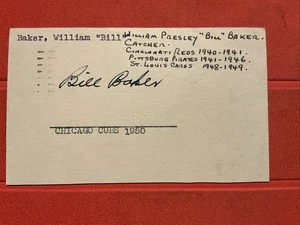 Baker, William "Bill"
William Presley "Bill" Baker.
Catcher.
Cincinnati Reds 1940-1941.
Pittsburg Pirates 1941-1946.
St. Louis Cards 1948-1949.
Bill Baker
CHICAGO CUBS 1950